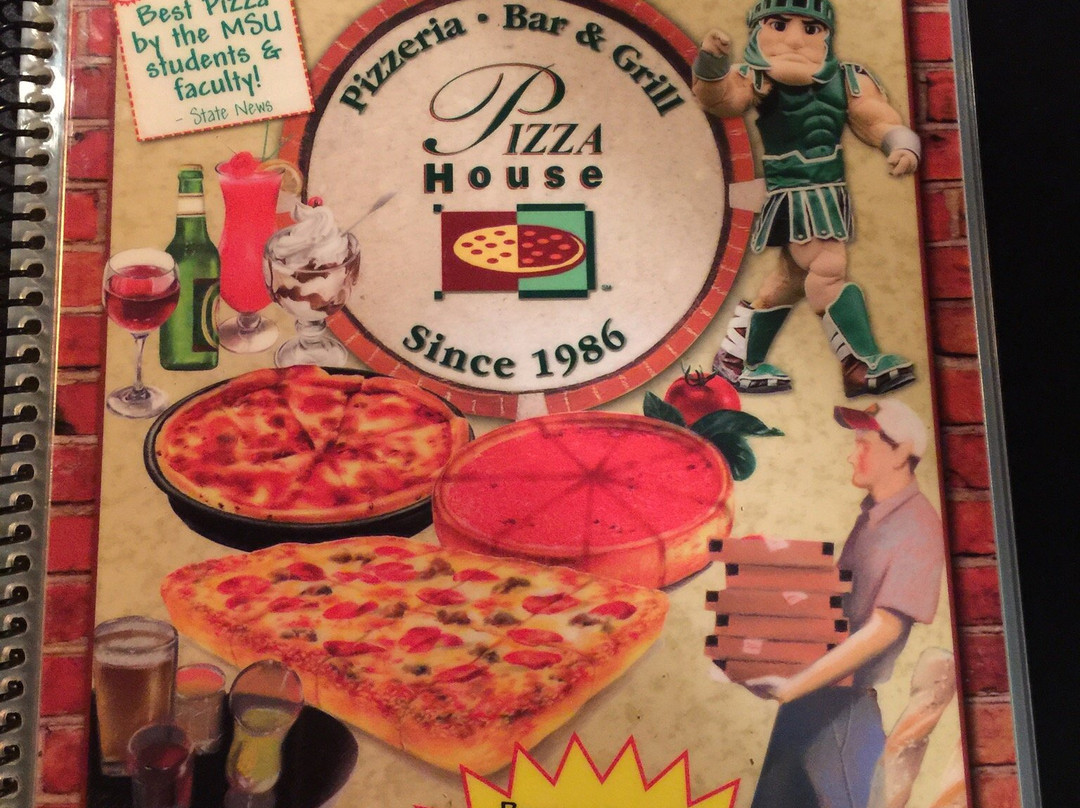 Best Pizza
by the MSU
students &
faculty!
- State News
Pizzeria · Bar & Grill
PIZZA
House
Since 1986